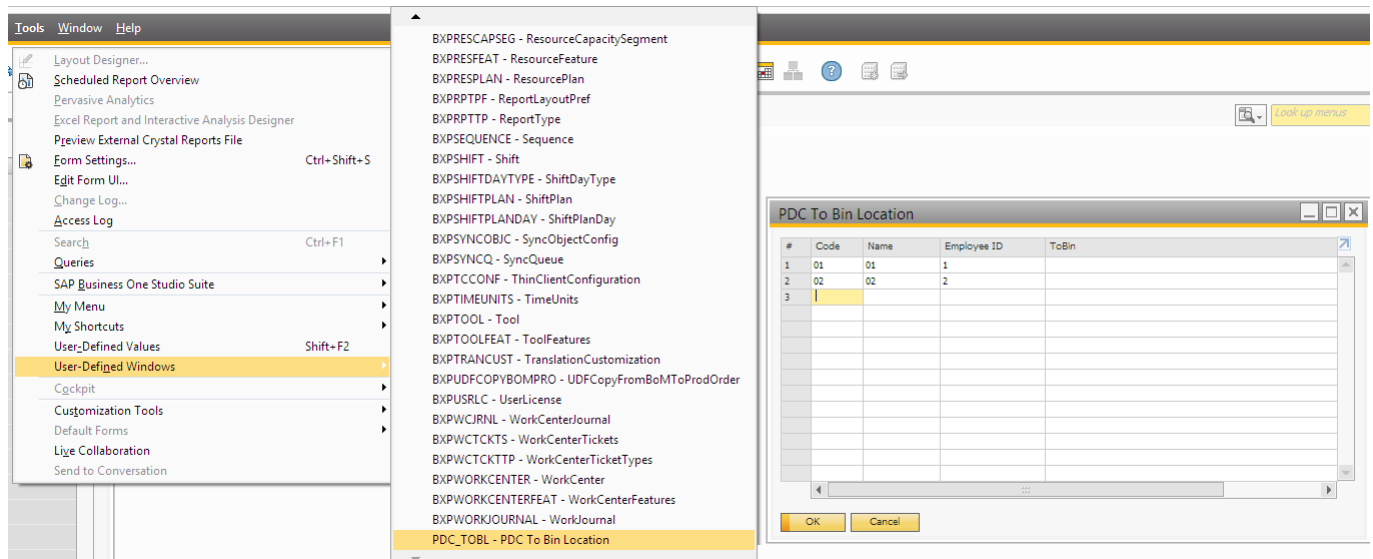 Tools Window Help
Layout Designer...
Scheduled Report Overview
Pervasive Analytics
Excel Report and Interactive Analysis Designer
Preview External Crystal Reports File
Form Settings... Ctrl+Shift+S
Edit Form UI...
Change Log...
Access Log
Search Ctrl+F1
Queries
SAP Business One Studio Suite
My Menu
My Shortcuts
User-Defined Values Shift+F2
User-Defined Windows
Cockpit
Customization Tools
Default Forms
Live Collaboration
Send to Conversation
BXPRESCAPSEG - ResourceCapacitySegment
BXPRESFEAT - ResourceFeature
BXPRESPLAN - ResourcePlan
BXPRPTPF - ReportLayoutPref
BXPRPTTP - ReportType
BXPSEQUENCE - Sequence
BXPSHIFT - Shift
BXPSHIFTDAYTYPE - ShiftDayType
BXPSHIFTPLAN - ShiftPlan
BXPSHIFTPLANDAY - ShiftPlanDay
BXPSYNCOBJC - SyncObjectConfig
BXPSYNCQ - SyncQueue
BXPTCCONF - ThinClientConfiguration
BXPTIMEUNITS - TimeUnits
BXPTOOL - Tool
BXPTOOLFEAT - ToolFeatures
BXPTRANCUST - TranslationCustomization
BXPUDFCOPYBOMPRO - UDFCopyFromBoMToProdOrder
BXPUSRLC - UserLicense
BXPWCJRNL - WorkCenterJournal
BXPWCTCKTS - WorkCenterTickets
BXPWCTCKTTP - WorkCenterTicketTypes
BXPWORKCENTER - WorkCenter
BXPWORKCENTERFEAT - WorkCenterFeatures
BXPWORKJOURNAL - WorkJournal
PDC_TOBL - PDC To Bin Location
Look up menus
PDC To Bin Location
# Code Name Employee ID ToBin
1 01 01 1
2 02 02 2
3
OK Cancel